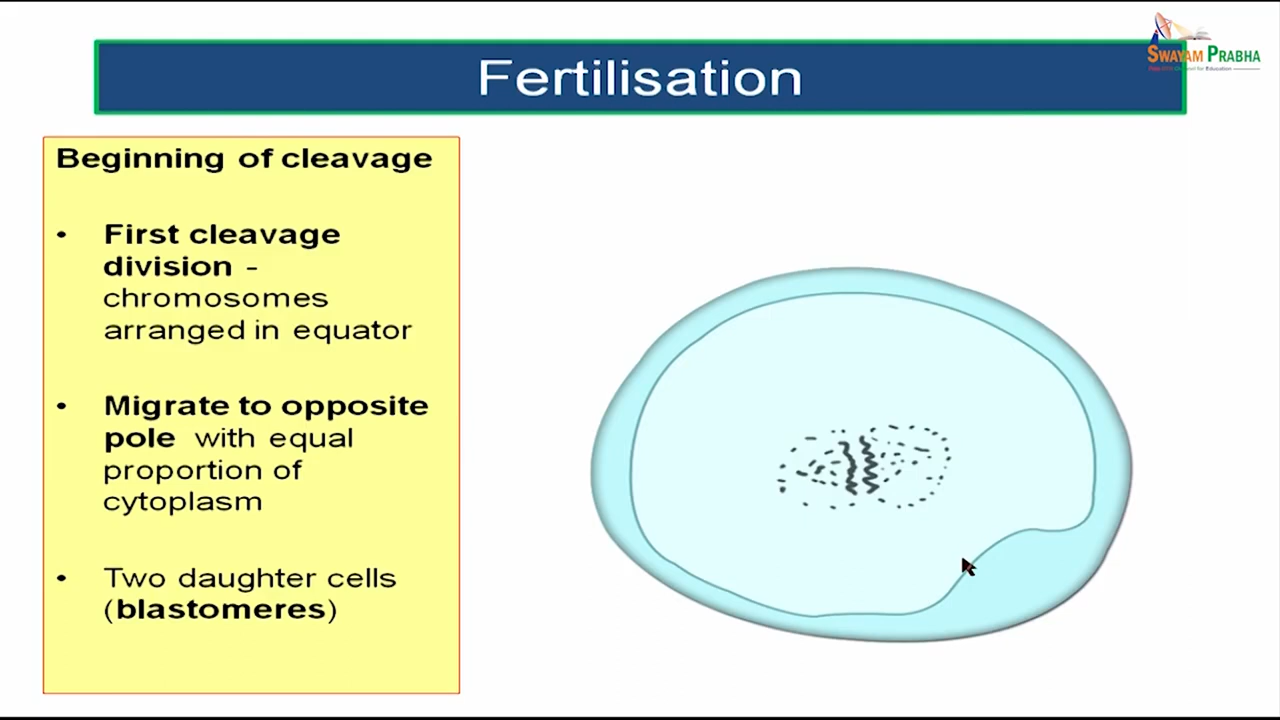 SWAYAM PRABHA
Fertilisation
Beginning of cleavage
• First cleavage
division -
chromosomes
arranged in equator
• Migrate to opposite
pole with equal
proportion of
cytoplasm
• Two daughter cells
(blastomeres)